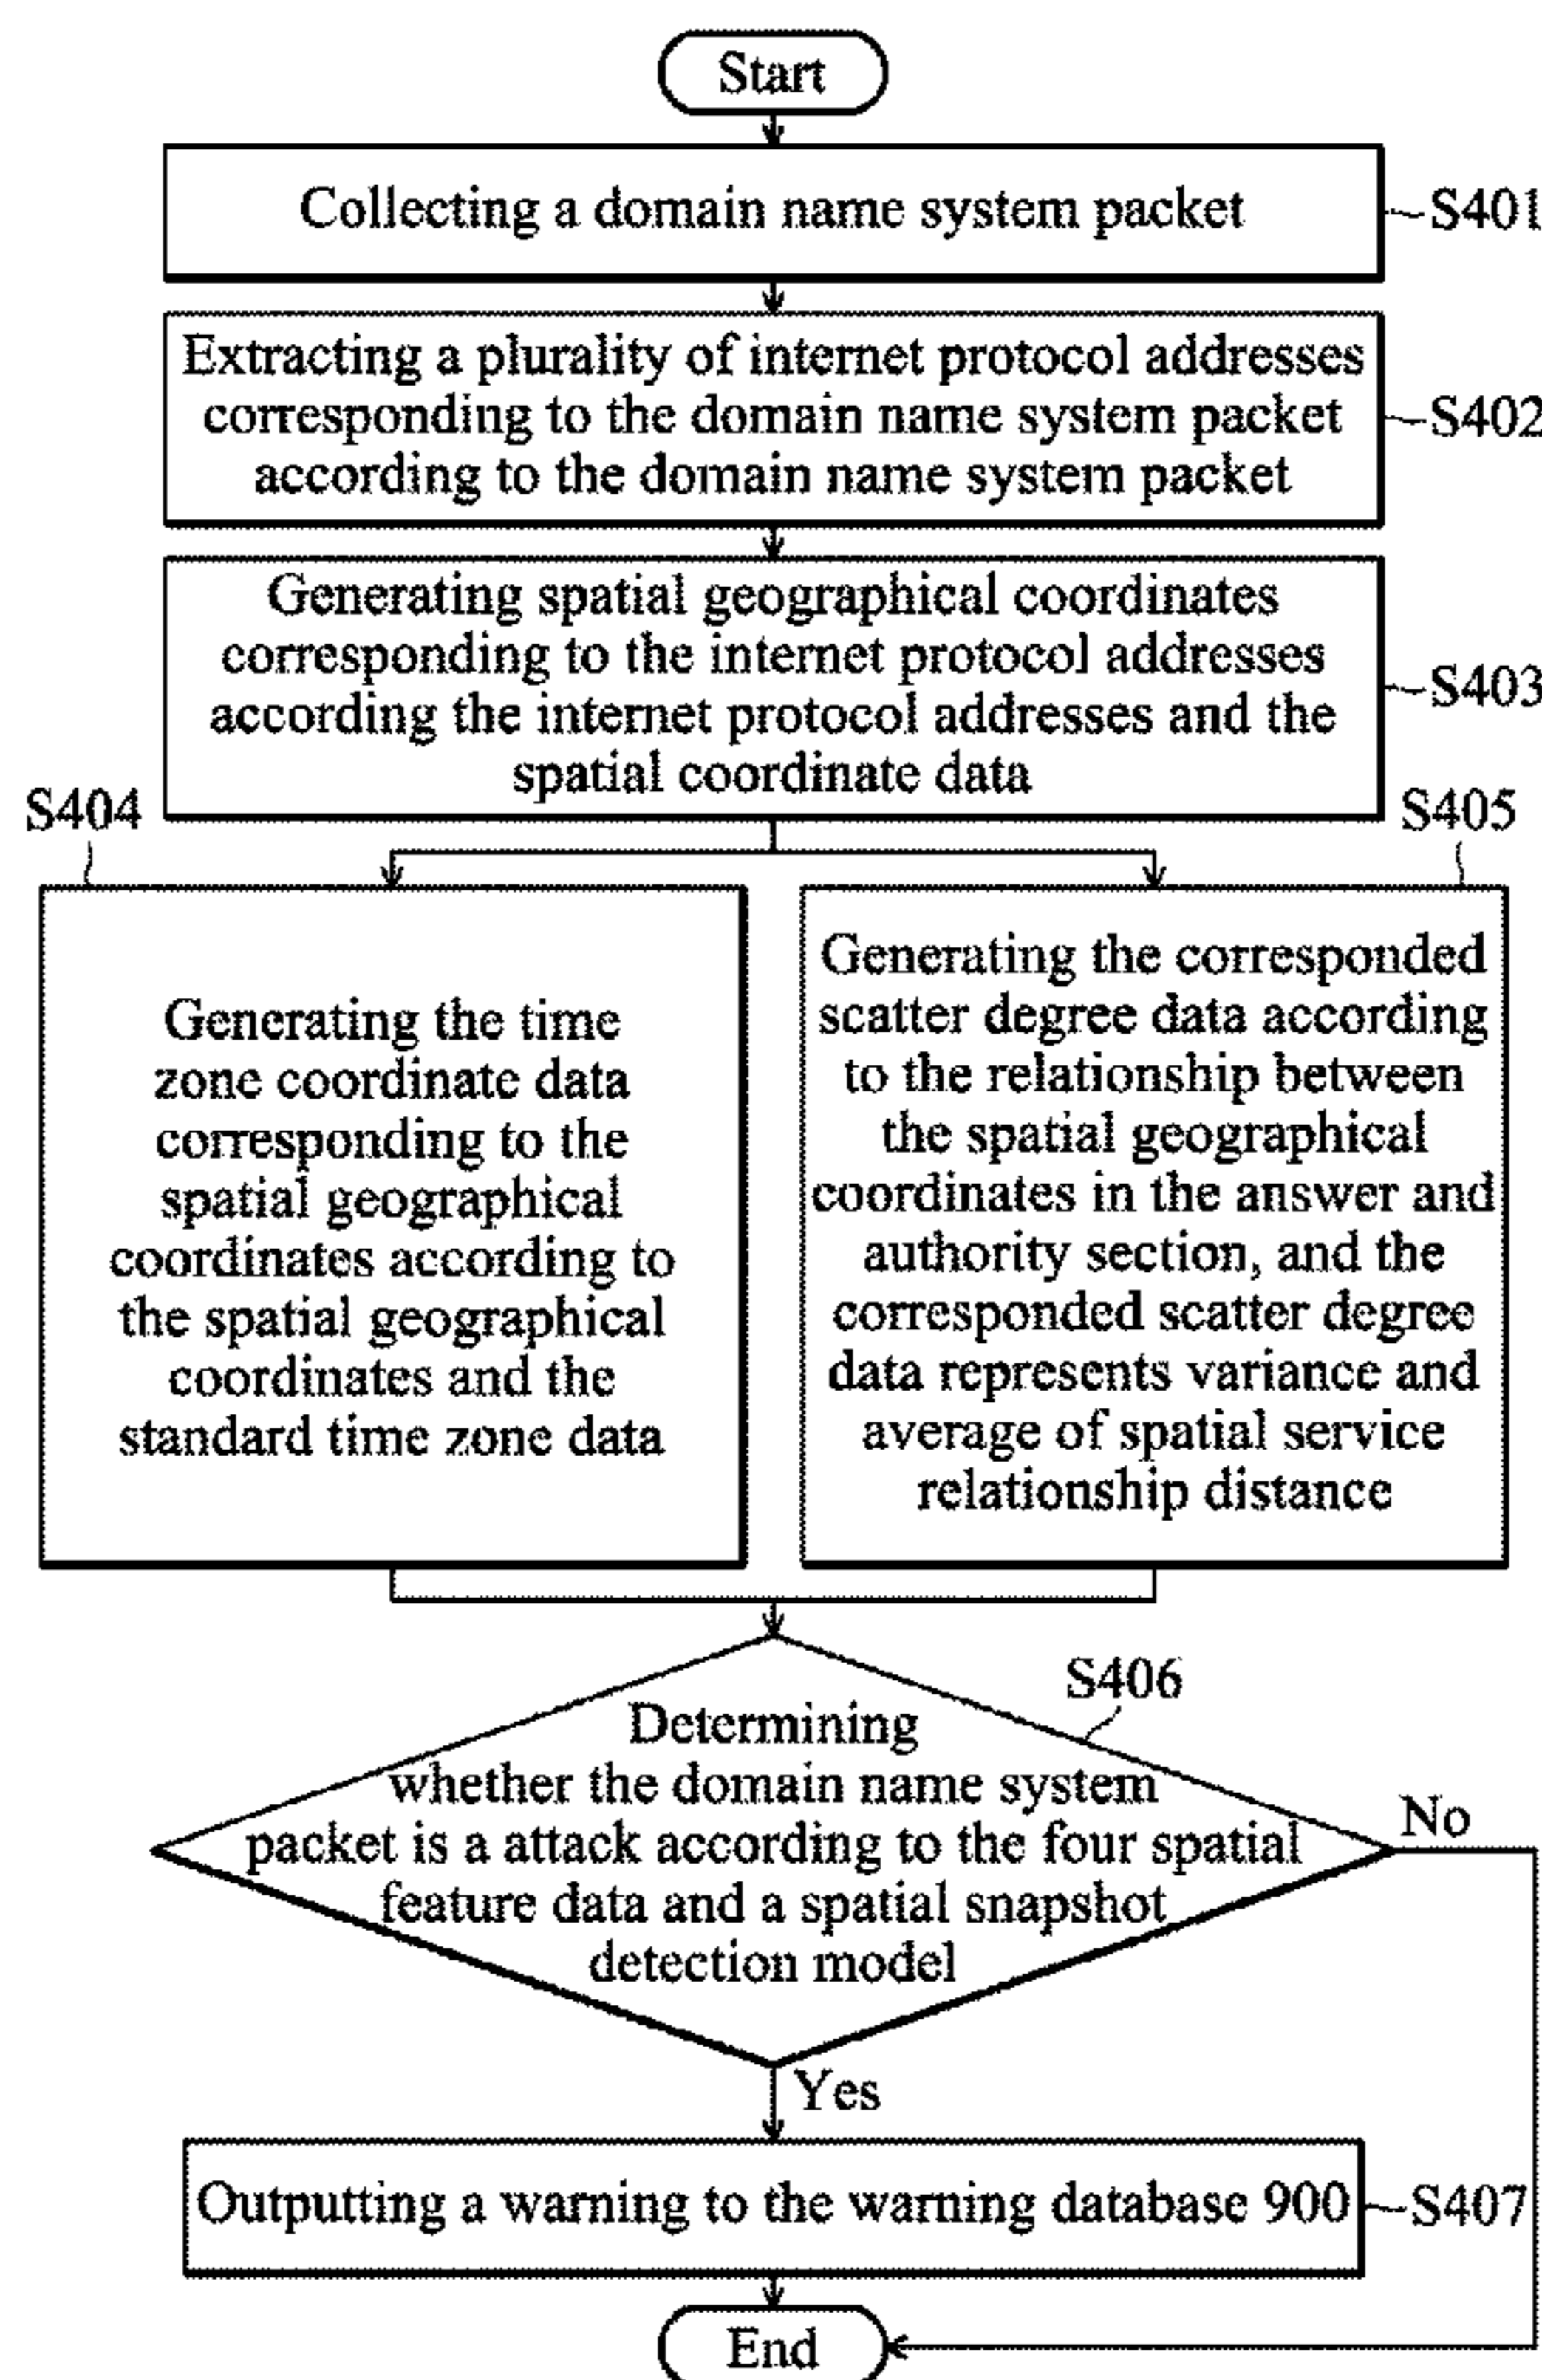 Start
Collecting a domain name system packet
S401
Extracting a plurality of internet protocol addresses
corresponding to the domain name system packet
according to the domain name system packet
S402
Generating spatial geographical coordinates
corresponding to the internet protocol addresses
according the internet protocol addresses and the
spatial coordinate data
S403
S404
Generating the time
zone coordinate data
corresponding to the
spatial geographical
coordinates according to
the spatial geographical
coordinates and the
standard time zone data
S405
Generating the corresponded
scatter degree data according
to the relationship between
the spatial geographical
coordinates in the answer and
authority section, and the
corresponded scatter degree
data represents variance and
average of spatial service
relationship distance
S406
Determining
whether the domain name system
packet is a attack according to the four spatial
feature data and a spatial snapshot
detection model
No
Yes
Outputting a warning to the warning database 900
S407
End